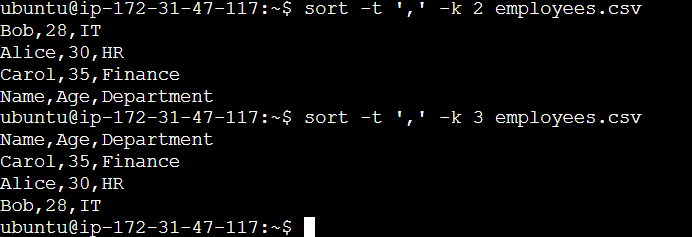 ubuntu@ip-172-31-47-117:~$ sort -t ',' -k 2 employees.csv
Bob,28,IT
Alice,30,HR
Carol,35,Finance
Name,Age,Department
ubuntu@ip-172-31-47-117:~$ sort -t ',' -k 3 employees.csv
Name,Age,Department
Carol,35,Finance
Alice,30,HR
Bob,28,IT
ubuntu@ip-172-31-47-117:~$